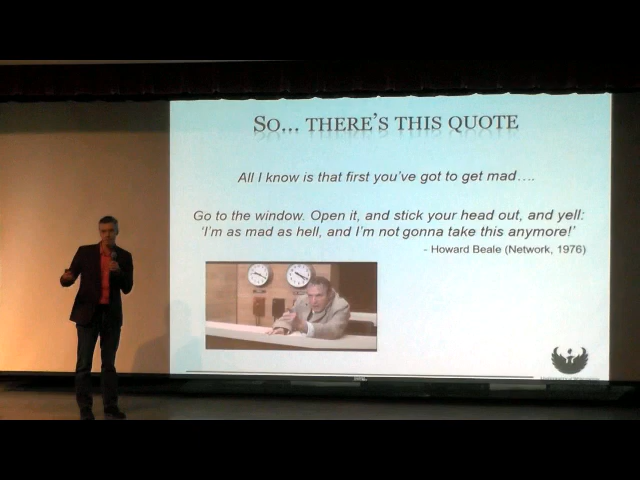 SO... THERE'S THIS QUOTE
All I know is that first you've got to get mad....
Go to the window. Open it, and stick your head out, and yell:
'I'm as mad as hell, and I'm not gonna take this anymore!'
- Howard Beale (Network, 1976)